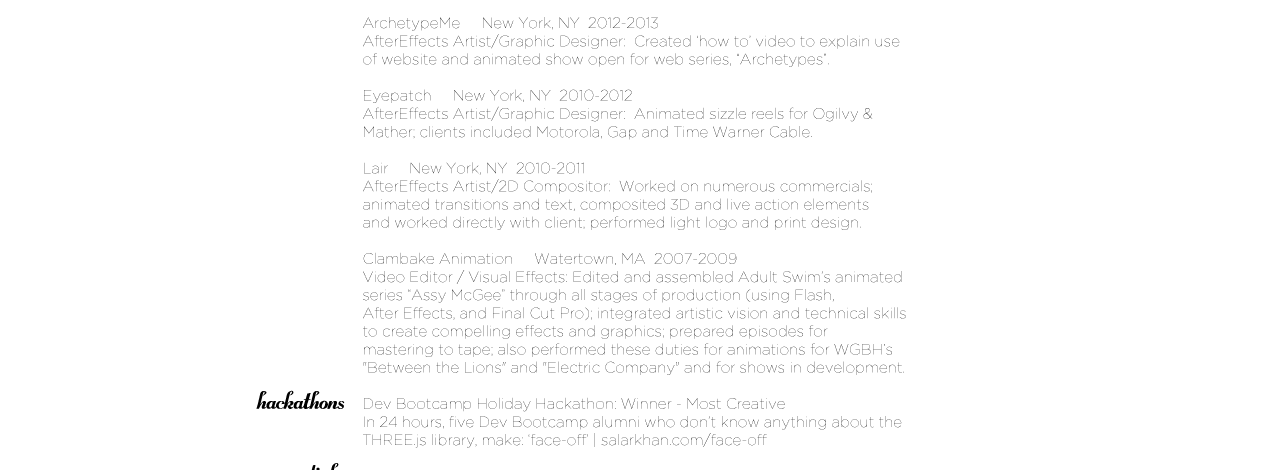 ArchetypeMe New York, NY 2012-2013
AfterEffects Artist/Graphic Designer: Created 'how to' video to explain use
of website and animated show open for web series, "Archetypes".
Eyepatch New York, NY 2010-2012
AfterEffects Artist/Graphic Designer: Animated sizzle reels for Ogilvy &
Mather; clients included Motorola, Gap and Time Warner Cable.
Lair New York, NY 2010-2011
AfterEffects Artist/2D Compositor: Worked on numerous commercials;
animated transitions and text, composited 3D and live action elements
and worked directly with client; performed light logo and print design.
Clambake Animation Watertown, MA 2007-2009
Video Editor / Visual Effects: Edited and assembled Adult Swim's animated
series "Assy McGee" through all stages of production (using Flash,
After Effects, and Final Cut Pro); integrated artistic vision and technical skills
to create compelling effects and graphics; prepared episodes for
mastering to tape; also performed these duties for animations for WGBH's
"Between the Lions" and "Electric Company" and for shows in development.
hackathons Dev Bootcamp Holiday Hackathon: Winner - Most Creative
In 24 hours, five Dev Bootcamp alumni who don't know anything about the
THREE.js library, make: 'face-off' | salarkhan.com/face-off